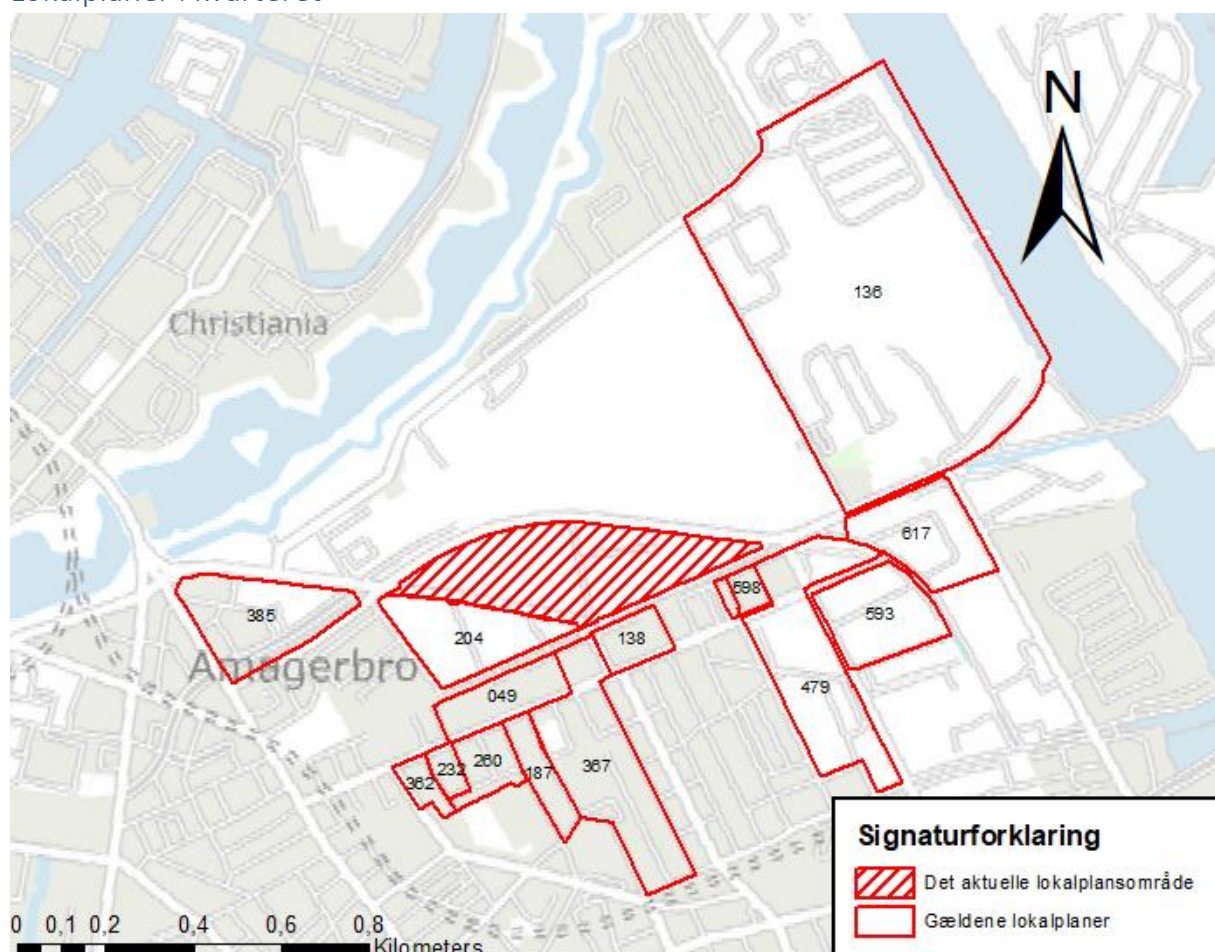 N
136
Christiania
617
598
593
385
204
138
Amagerbro
049
479
260
232
367
187
362
Signaturforklaring
Det aktuelle lokalplansområde
Gældene lokalplaner
0 0,1 0,2 0,4 0,6 0,8
Kilometers